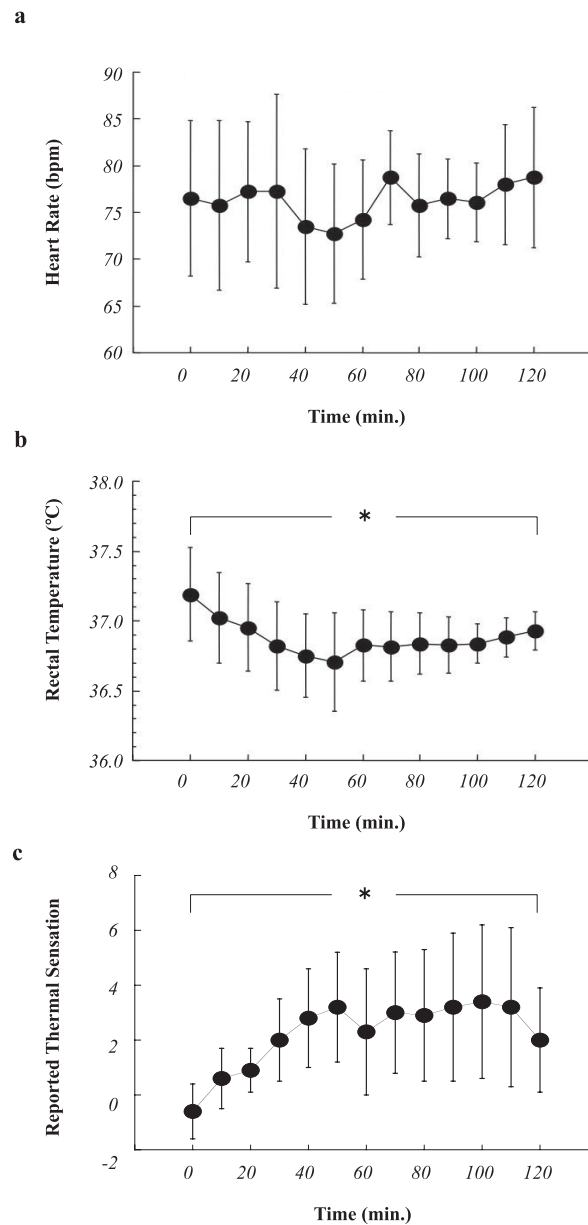 a
90
85
80
75
70
65
60
Heart Rate (bpm)
0 20 40 60 80 100 120
Time (min.)
b
38.0
37.5
37.0
36.5
36.0
Rectal Temperature (℃)
*
0 20 40 60 80 100 120
Time (min.)
c
8
6
4
2
0
-2
Reported Thermal Sensation
*
0 20 40 60 80 100 120
Time (min.)